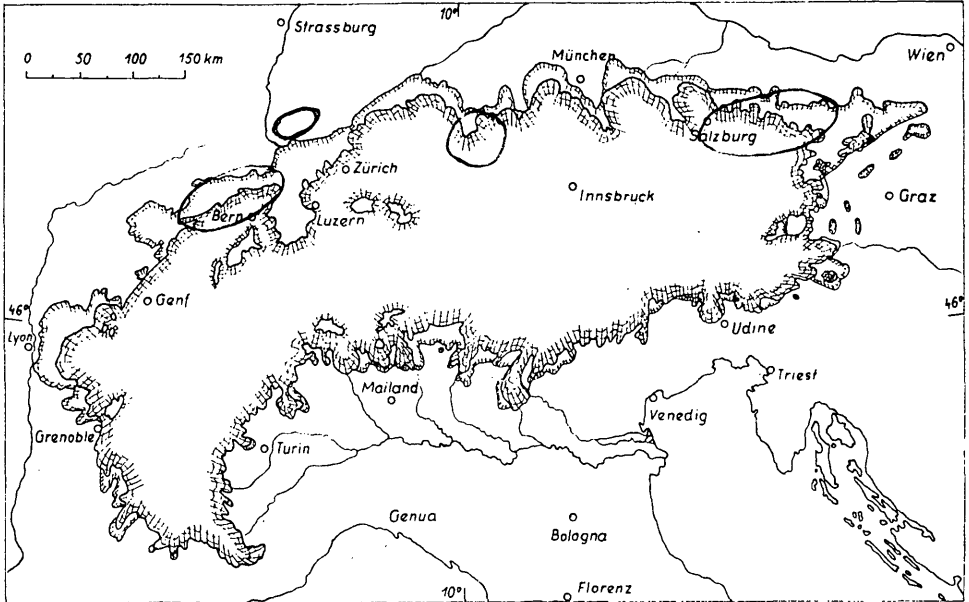 10°
Strassburg
Wien
0 50 100 150 km
München
Salzburg
Zürich
Innsbruck
Graz
Bern
Luzern
Genf
46°
46°
Lyon
Udine
Triest
Mailand
Venedig
Grenoble
Turin
Genua
Bologna
10°
Florenz